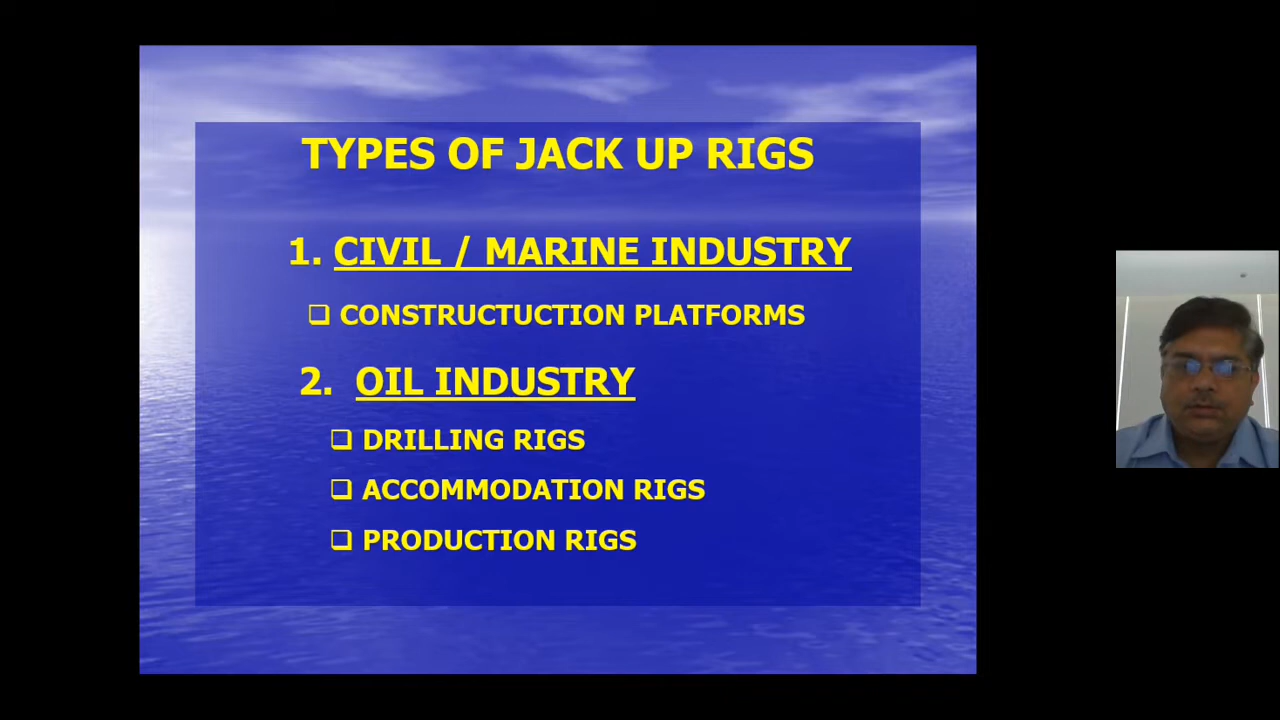 TYPES OF JACK UP RIGS
1. CIVIL / MARINE INDUSTRY
❑ CONSTRUCTUCTION PLATFORMS
2. OIL INDUSTRY
❑ DRILLING RIGS
❑ ACCOMMODATION RIGS
❑ PRODUCTION RIGS